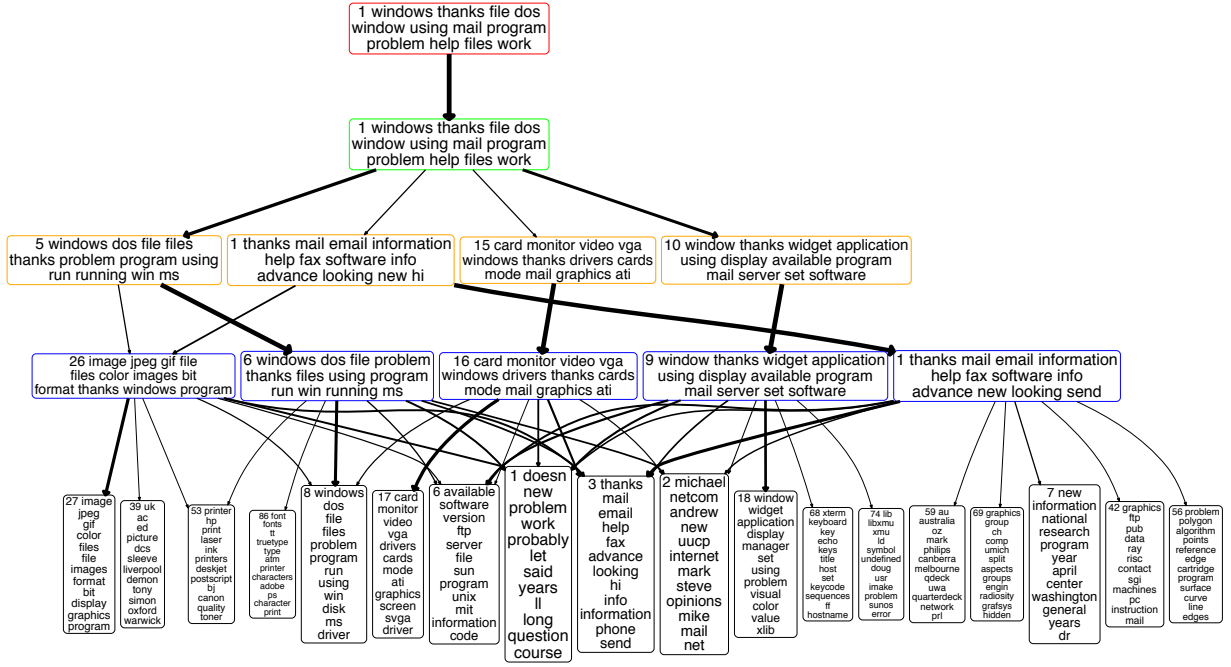 1 windows thanks file dos
window using mail program
problem help files work
1 windows thanks file dos
window using mail program
problem help files work
5 windows dos file files
thanks problem program using
run running win ms
1 thanks mail email information
help fax software info
advance looking new hi
15 card monitor video vga
windows thanks drivers cards
mode mail graphics ati
10 window thanks widget application
using display available program
mail server set software
26 image jpeg gif file
files color images bit
format thanks windows program
6 windows dos file problem
thanks files using program
run win running ms
16 card monitor video vga
windows drivers thanks cards
mode mail graphics ati
9 window thanks widget application
using display available program
mail server set software
1 thanks mail email information
help fax software info
advance new looking send
27 image
jpeg
gif
color
files
file
images
format
bit
display
graphics
program
39 uk
ac
ed
picture
dcs
sleeve
liverpool
demon
tony
simon
oxford
warwick
53 printer
hp
print
laser
ink
printers
deskjet
postscript
bj
canon
quality
toner
86 font
fonts
tt
truetype
type
atm
printer
characters
adobe
ps
character
print
8 windows
dos
file
files
problem
program
run
using
win
disk
ms
driver
17 card
monitor
video
vga
drivers
cards
mode
ati
graphics
screen
svga
driver
6 available
software
version
ftp
server
file
sun
program
unix
mit
information
code
1 doesn
new
problem
work
probably
let
said
years
ll
long
question
course
3 thanks
mail
email
help
fax
advance
looking
hi
info
information
phone
send
2 michael
netcom
andrew
new
uucp
internet
mark
steve
opinions
mike
mail
net
18 window
widget
application
display
manager
set
using
problem
visual
color
value
xlib
68 xterm
keyboard
key
echo
keys
title
host
set
keycode
sequences
ff
hostname
74 lib
libxmu
xmu
ld
symbol
undefined
doug
usr
imake
problem
sunos
error
59 au
australia
oz
mark
philips
canberra
melbourne
qdeck
uwa
quarterdeck
network
prl
69 graphics
group
ch
comp
umich
split
aspects
groups
engin
radiosity
grafsys
hidden
7 new
information
national
research
program
year
april
center
washington
general
years
dr
42 graphics
ftp
pub
data
ray
risc
contact
sgi
machines
pc
instruction
mail
56 problem
polygon
algorithm
points
reference
edge
cartridge
program
surface
curve
line
edges